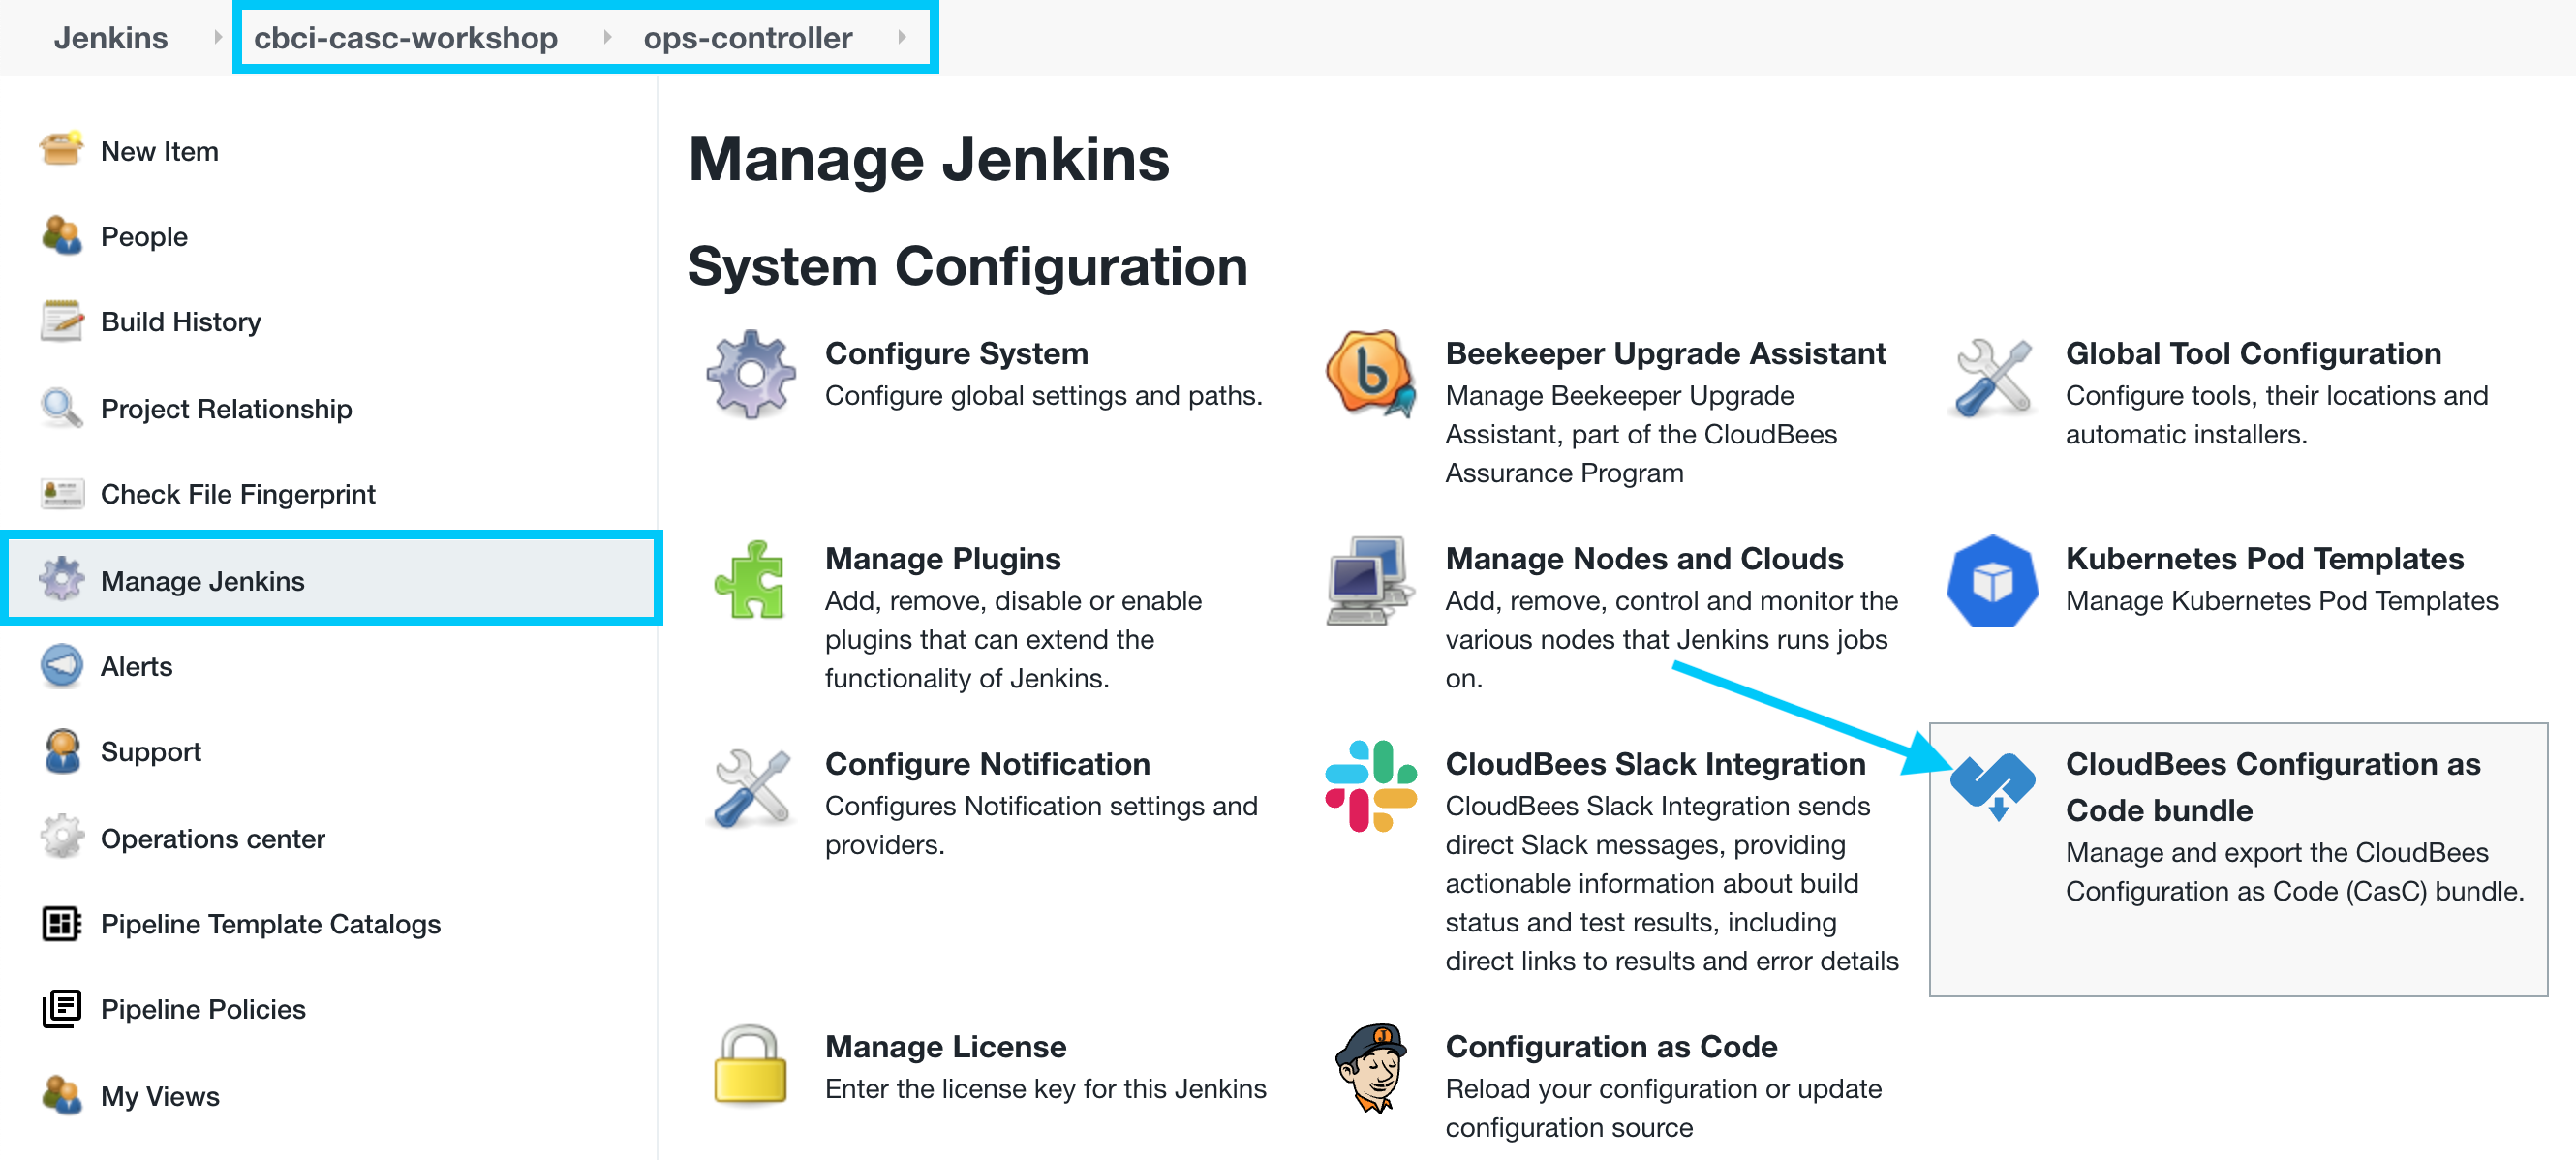 Jenkins cbci-casc-workshop ops-controller
New Item
People
Build History
Project Relationship
Check File Fingerprint
Manage Jenkins
Alerts
Support
Operations center
Pipeline Template Catalogs
Pipeline Policies
My Views
Manage Jenkins
System Configuration
Configure System
Configure global settings and paths.
Beekeeper Upgrade Assistant
Manage Beekeeper Upgrade
Assistant, part of the CloudBees
Assurance Program
Global Tool Configuration
Configure tools, their locations and
automatic installers.
Manage Plugins
Add, remove, disable or enable
plugins that can extend the
functionality of Jenkins.
Manage Nodes and Clouds
Add, remove, control and monitor the
various nodes that Jenkins runs jobs
on.
Kubernetes Pod Templates
Manage Kubernetes Pod Templates
Configure Notification
Configures Notification settings and
providers.
CloudBees Slack Integration
CloudBees Slack Integration sends
direct Slack messages, providing
actionable information about build
status and test results, including
direct links to results and error details
CloudBees Configuration as
Code bundle
Manage and export the CloudBees
Configuration as Code (CasC) bundle.
Manage License
Enter the license key for this Jenkins
Configuration as Code
Reload your configuration or update
configuration source